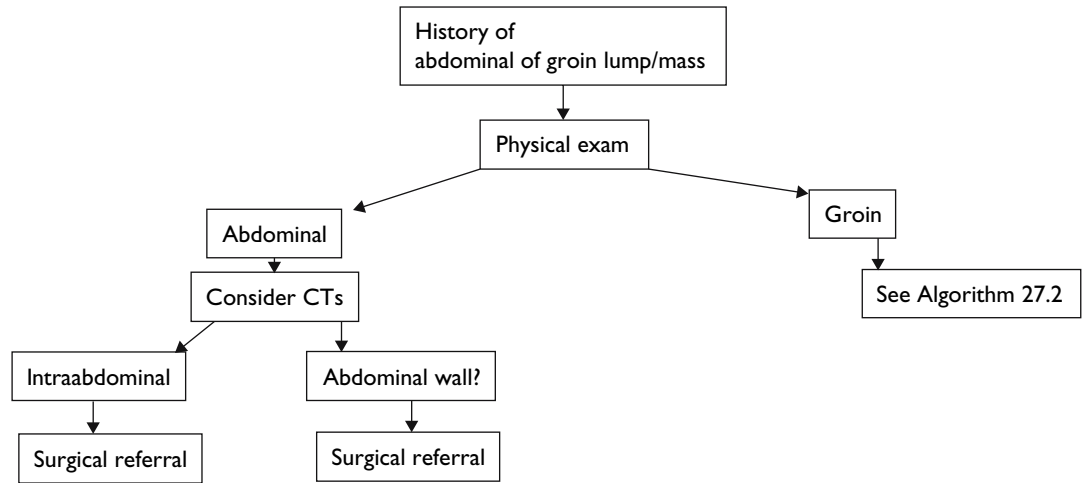 History of
abdominal of groin lump/mass
Physical exam
Abdominal
Groin
Consider CTs
See Algorithm 27.2
Intraabdominal
Abdominal wall?
Surgical referral
Surgical referral